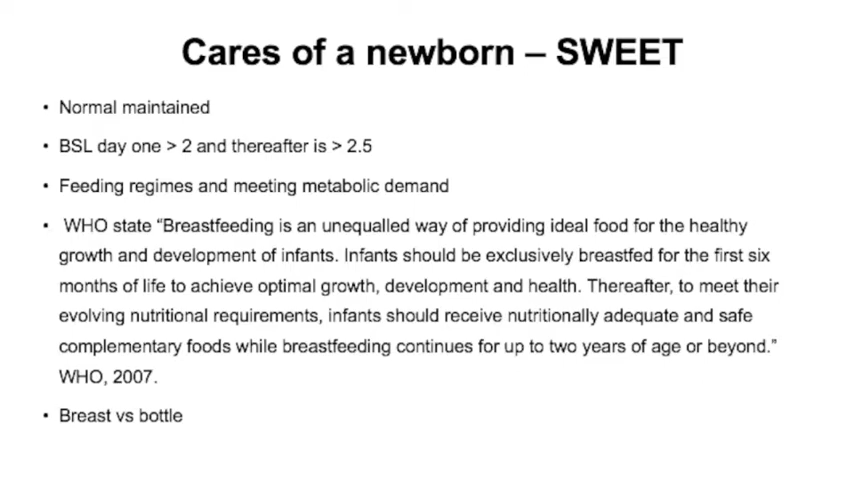 Cares of a newborn – SWEET
• Normal maintained
• BSL day one > 2 and thereafter is > 2.5
• Feeding regimes and meeting metabolic demand
• WHO state “Breastfeeding is an unequalled way of providing ideal food for the healthy
growth and development of infants. Infants should be exclusively breastfed for the first six
months of life to achieve optimal growth, development and health. Thereafter, to meet their
evolving nutritional requirements, infants should receive nutritionally adequate and safe
complementary foods while breastfeeding continues for up to two years of age or beyond.”
WHO, 2007.
• Breast vs bottle